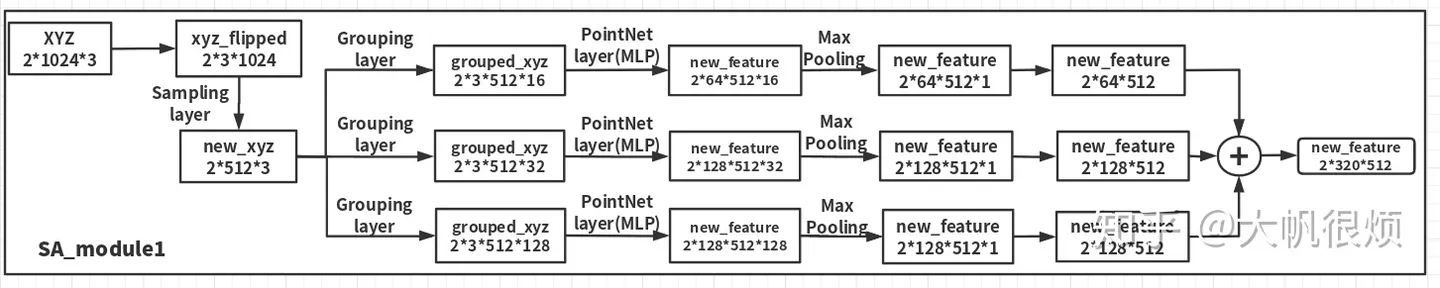 XYZ
2*1024*3
xyz_flipped
2*3*1024
Sampling
layer
new_xyz
2*512*3
Grouping
layer
grouped_xyz
2*3*512*16
PointNet
layer(MLP)
new_feature
2*64*512*16
Max
Pooling
new_feature
2*64*512*1
new_feature
2*64*512
Grouping
layer
grouped_xyz
2*3*512*32
PointNet
layer(MLP)
new_feature
2*128*512*32
Max
Pooling
new_feature
2*128*512*1
new_feature
2*128*512
Grouping
layer
grouped_xyz
2*3*512*128
PointNet
layer(MLP)
new_feature
2*128*512*128
Max
Pooling
new_feature
2*128*512*1
new_feature
2*128*512
+
new_feature
2*320*512
SA_module1
知乎 @大帆很烦